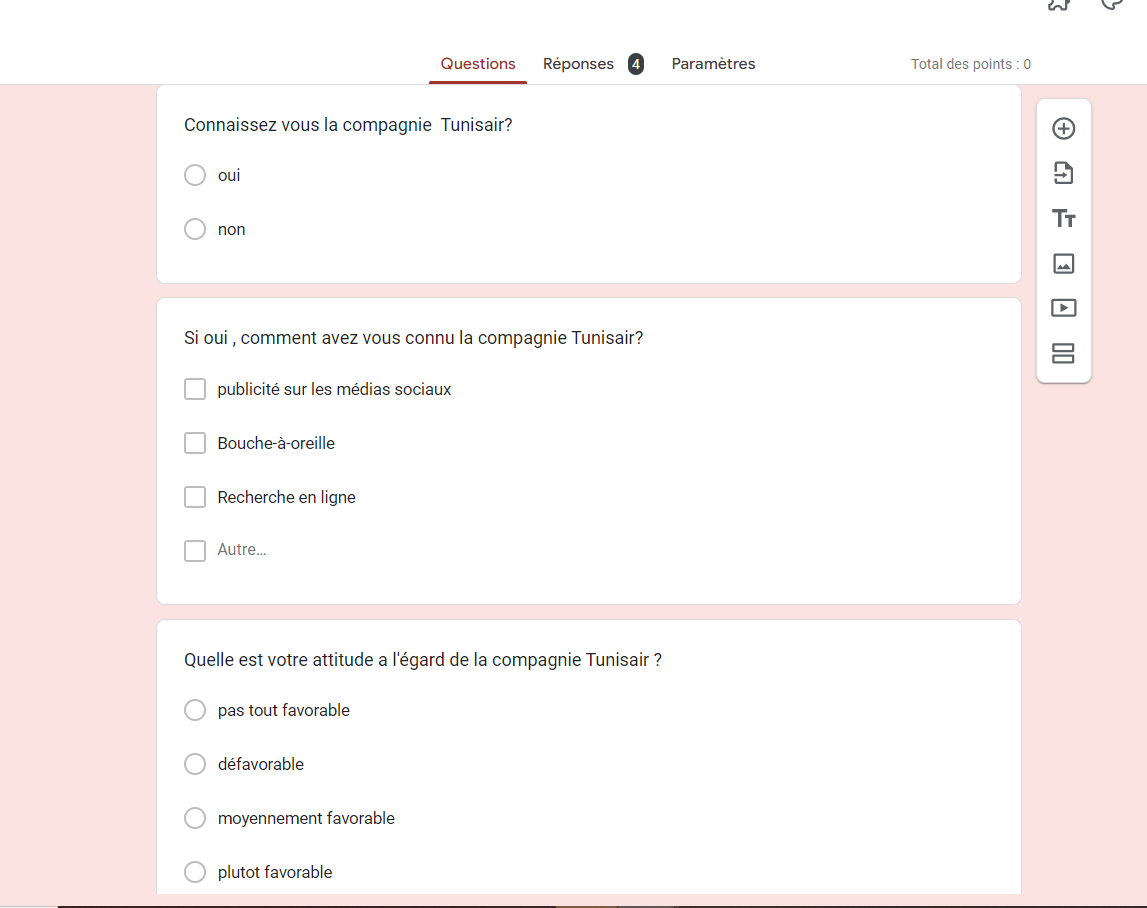 Questions Réponses 4 Paramètres Total des points : 0
Connaissez vous la compagnie  Tunisair?
oui
non
Si oui , comment avez vous connu la compagnie Tunisair?
publicité sur les médias sociaux
Bouche-à-oreille
Recherche en ligne
Autre…
Quelle est votre attitude a l'égard de la compagnie Tunisair ?
pas tout favorable
défavorable
moyennement favorable
plutot favorable